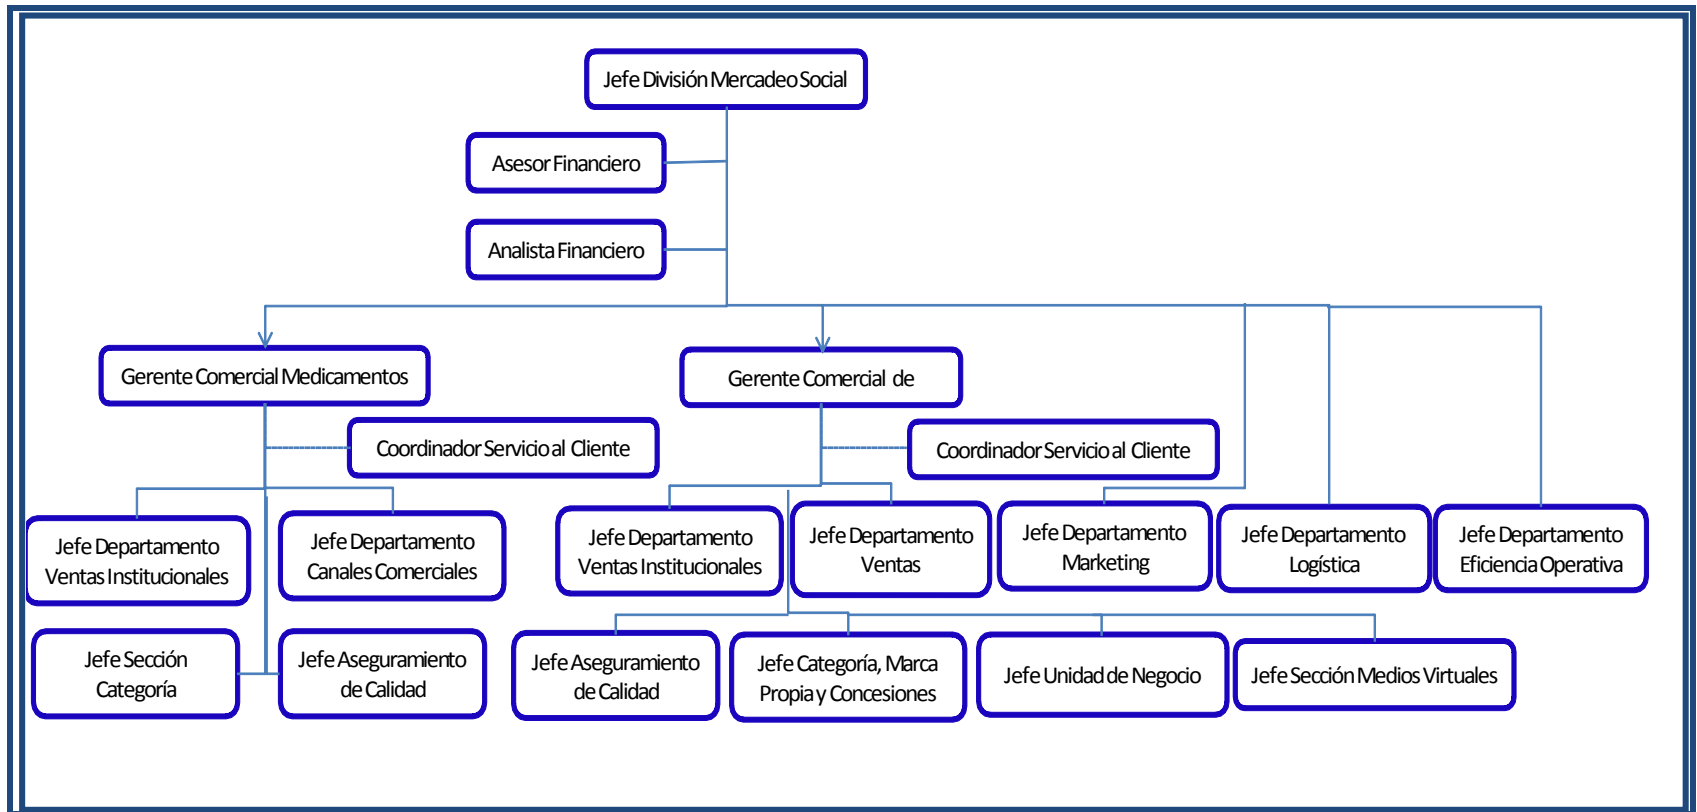 Jefe División Mercadeo Social
Asesor Financiero
Analista Financiero
Gerente Comercial Medicamentos
Gerente Comercial de
Coordinador Servicio al Cliente
Coordinador Servicio al Cliente
Jefe Departamento
Ventas Institucionales
Jefe Departamento
Canales Comerciales
Jefe Departamento
Ventas Institucionales
Jefe Departamento
Ventas
Jefe Departamento
Marketing
Jefe Departamento
Logística
Jefe Departamento
Eficiencia Operativa
Jefe Sección
Categoría
Jefe Aseguramiento
de Calidad
Jefe Aseguramiento
de Calidad
Jefe Categoría, Marca
Propia y Concesiones
Jefe Unidad de Negocio
Jefe Sección Medios Virtuales